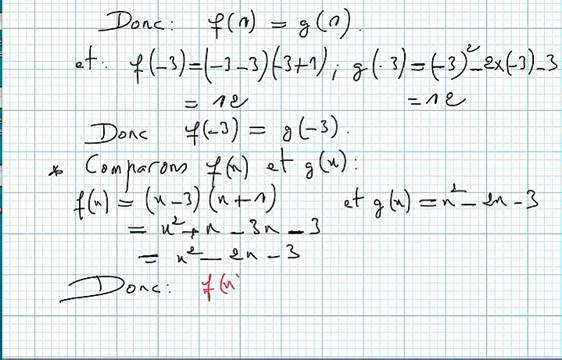 Donc: f(1) = g(1).
et: f(-3) = (-3-3)(-3+1) ; g(-3) = (-3)² - 2x(-3) - 3
= 12 = 12
Donc f(-3) = g(-3).
* Comparons f(x) et g(x) :
f(x) = (x-3)(x+1) et g(x) = x² - 2x - 3
= x² + x - 3x - 3
= x² - 2x - 3
Donc: f(x